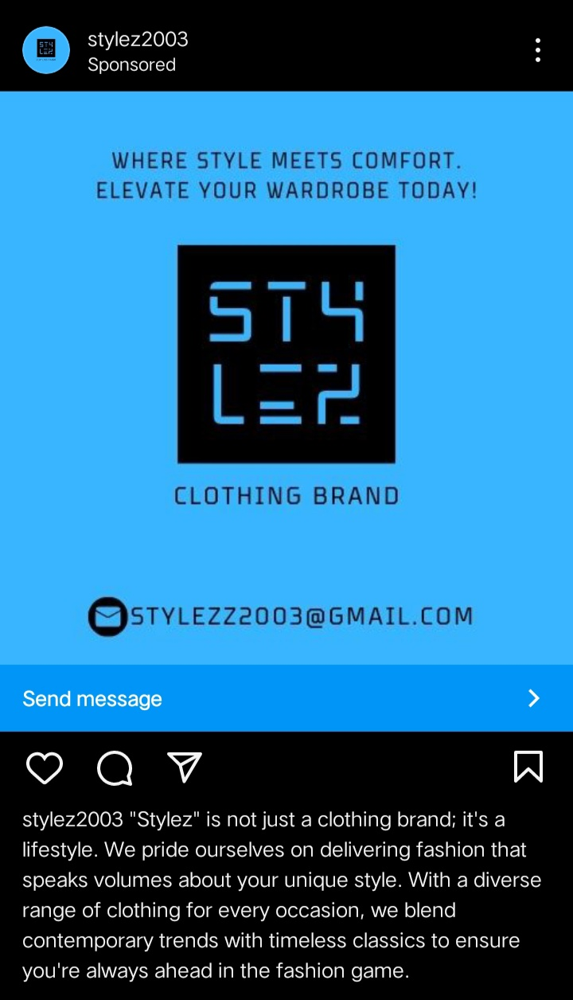 stylez2003
Sponsored
WHERE STYLE MEETS COMFORT.
ELEVATE YOUR WARDROBE TODAY!
STY
LEZ
CLOTHING BRAND
STYLEZZ2003@GMAIL.COM
Send message
stylez2003 "Stylez" is not just a clothing brand; it's a
lifestyle. We pride ourselves on delivering fashion that
speaks volumes about your unique style. With a diverse
range of clothing for every occasion, we blend
contemporary trends with timeless classics to ensure
you're always ahead in the fashion game.